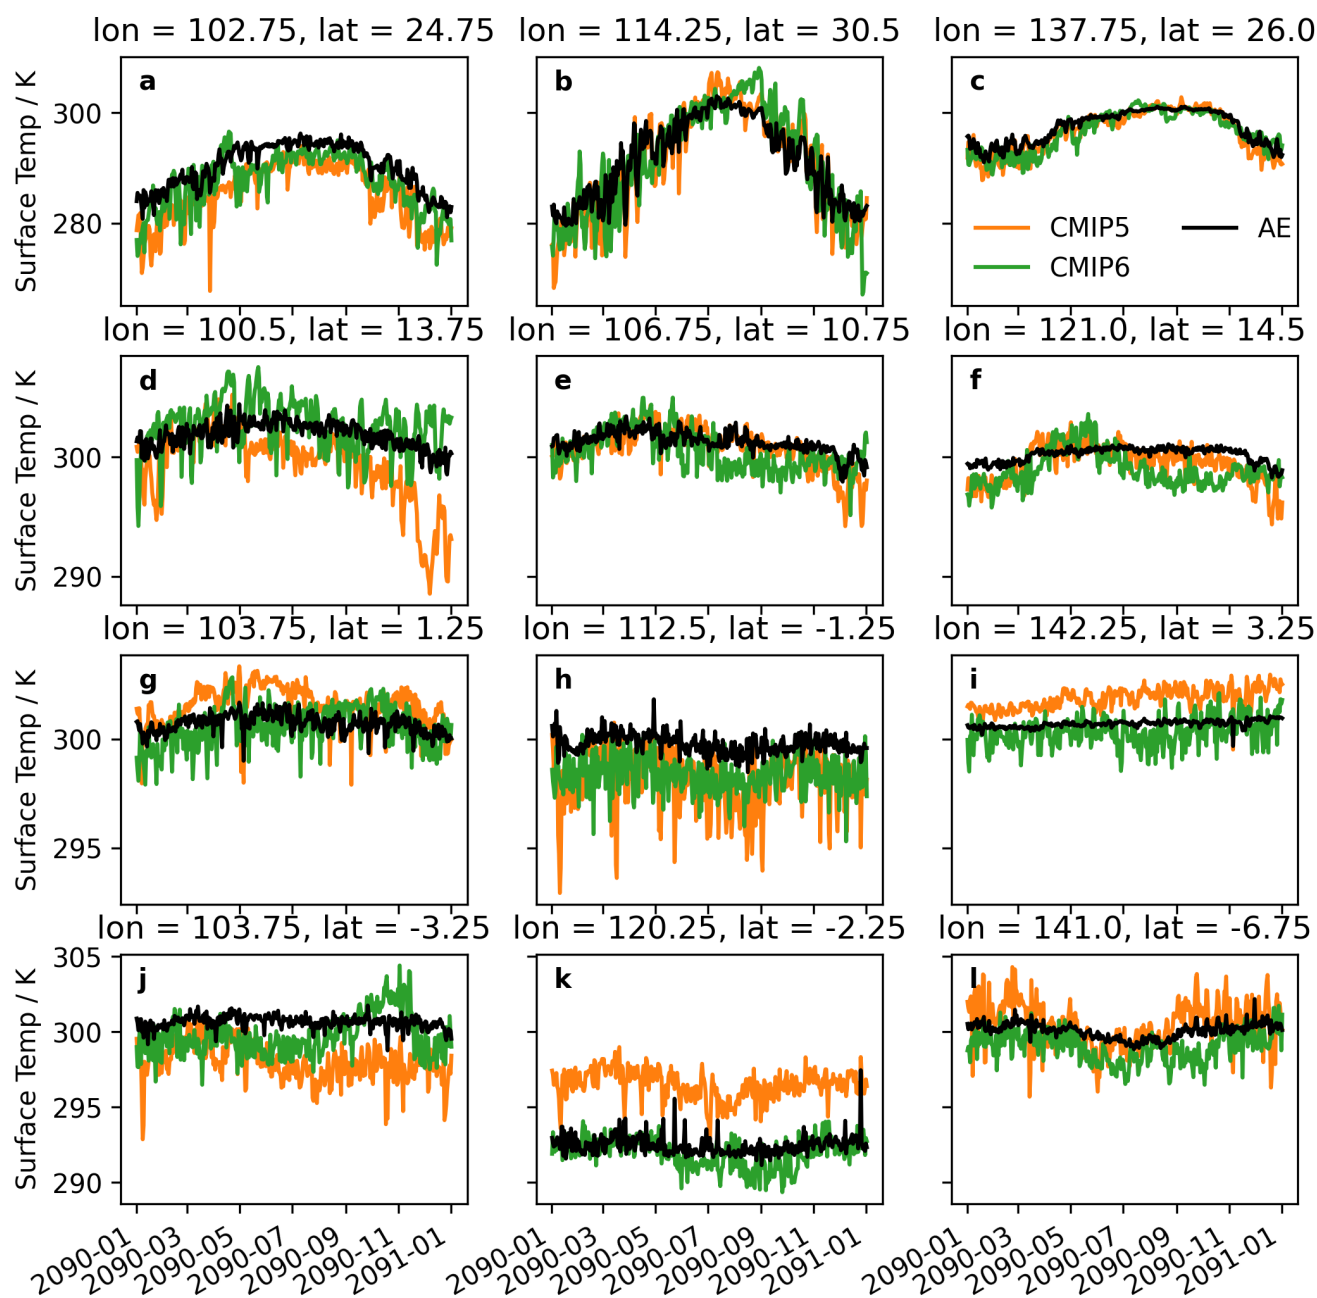 lon = 102.75, lat = 24.75
lon = 114.25, lat = 30.5
lon = 137.75, lat = 26.0
Surface Temp / K
300
280
a
b
c
CMIP5
CMIP6
AE
lon = 100.5, lat = 13.75
lon = 106.75, lat = 10.75
lon = 121.0, lat = 14.5
Surface Temp / K
300
290
d
e
f
lon = 103.75, lat = 1.25
lon = 112.5, lat = -1.25
lon = 142.25, lat = 3.25
Surface Temp / K
300
295
g
h
i
lon = 103.75, lat = -3.25
lon = 120.25, lat = -2.25
lon = 141.0, lat = -6.75
Surface Temp / K
305
300
295
290
j
k
l
2090-01
2090-03
2090-05
2090-07
2090-09
2090-11
2091-01
2090-01
2090-03
2090-05
2090-07
2090-09
2090-11
2091-01
2090-01
2090-03
2090-05
2090-07
2090-09
2090-11
2091-01